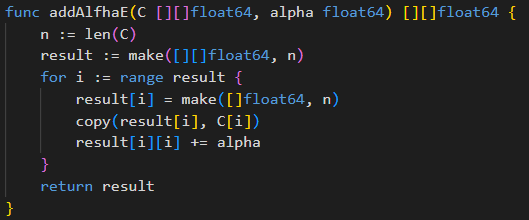 func addAlfhaE(C [][]float64, alpha float64) [][]float64 {
    n := len(C)
    result := make([][]float64, n)
    for i := range result {
        result[i] = make([]float64, n)
        copy(result[i], C[i])
        result[i][i] += alpha
    }
    return result
}